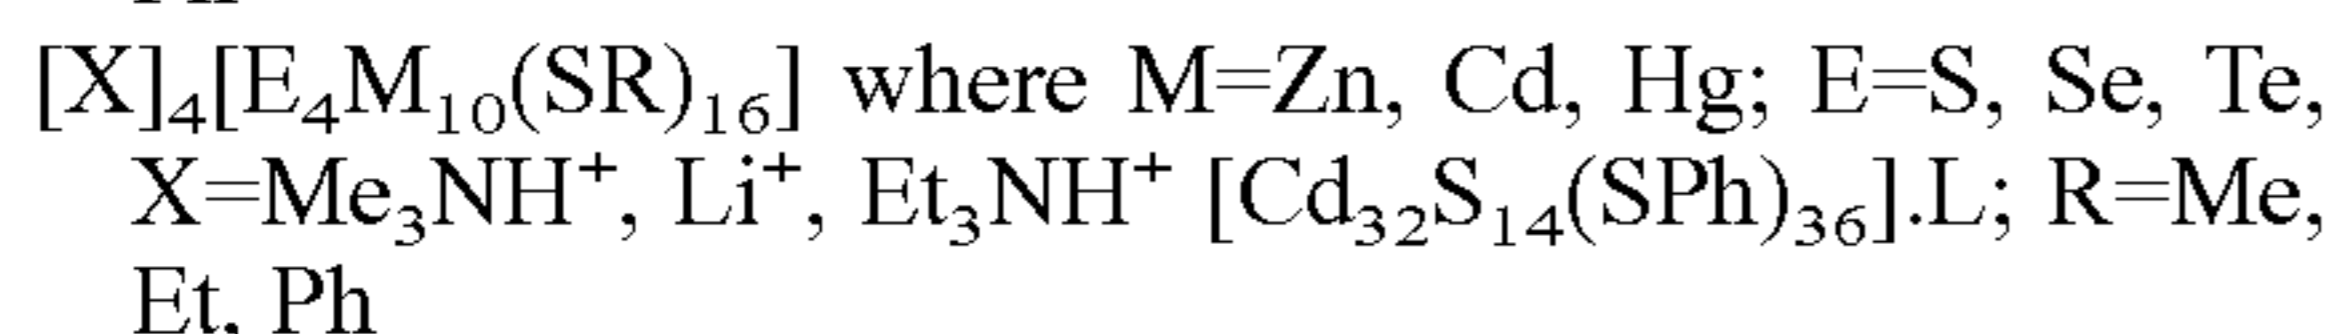 [X]₄[E₄M₁₀(SR)₁₆] where M=Zn, Cd, Hg; E=S, Se, Te,
X=Me₃NH⁺, Li⁺, Et₃NH⁺ [Cd₃₂S₁₄(SPh)₃₆].L; R=Me,
Et, Ph